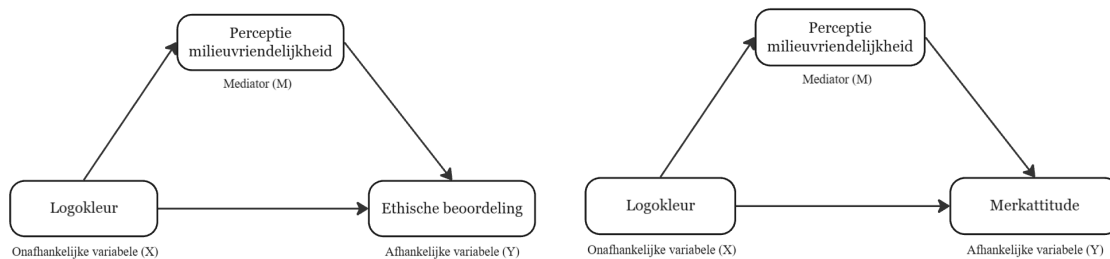 Perceptie
milieuvriendelijkheid
Mediator (M)
Logokleur
Onafhankelijke variabele (X)
Ethische beoordeling
Afhankelijke variabele (Y)
Perceptie
milieuvriendelijkheid
Mediator (M)
Logokleur
Onafhankelijke variabele (X)
Merkattitude
Afhankelijke variabele (Y)